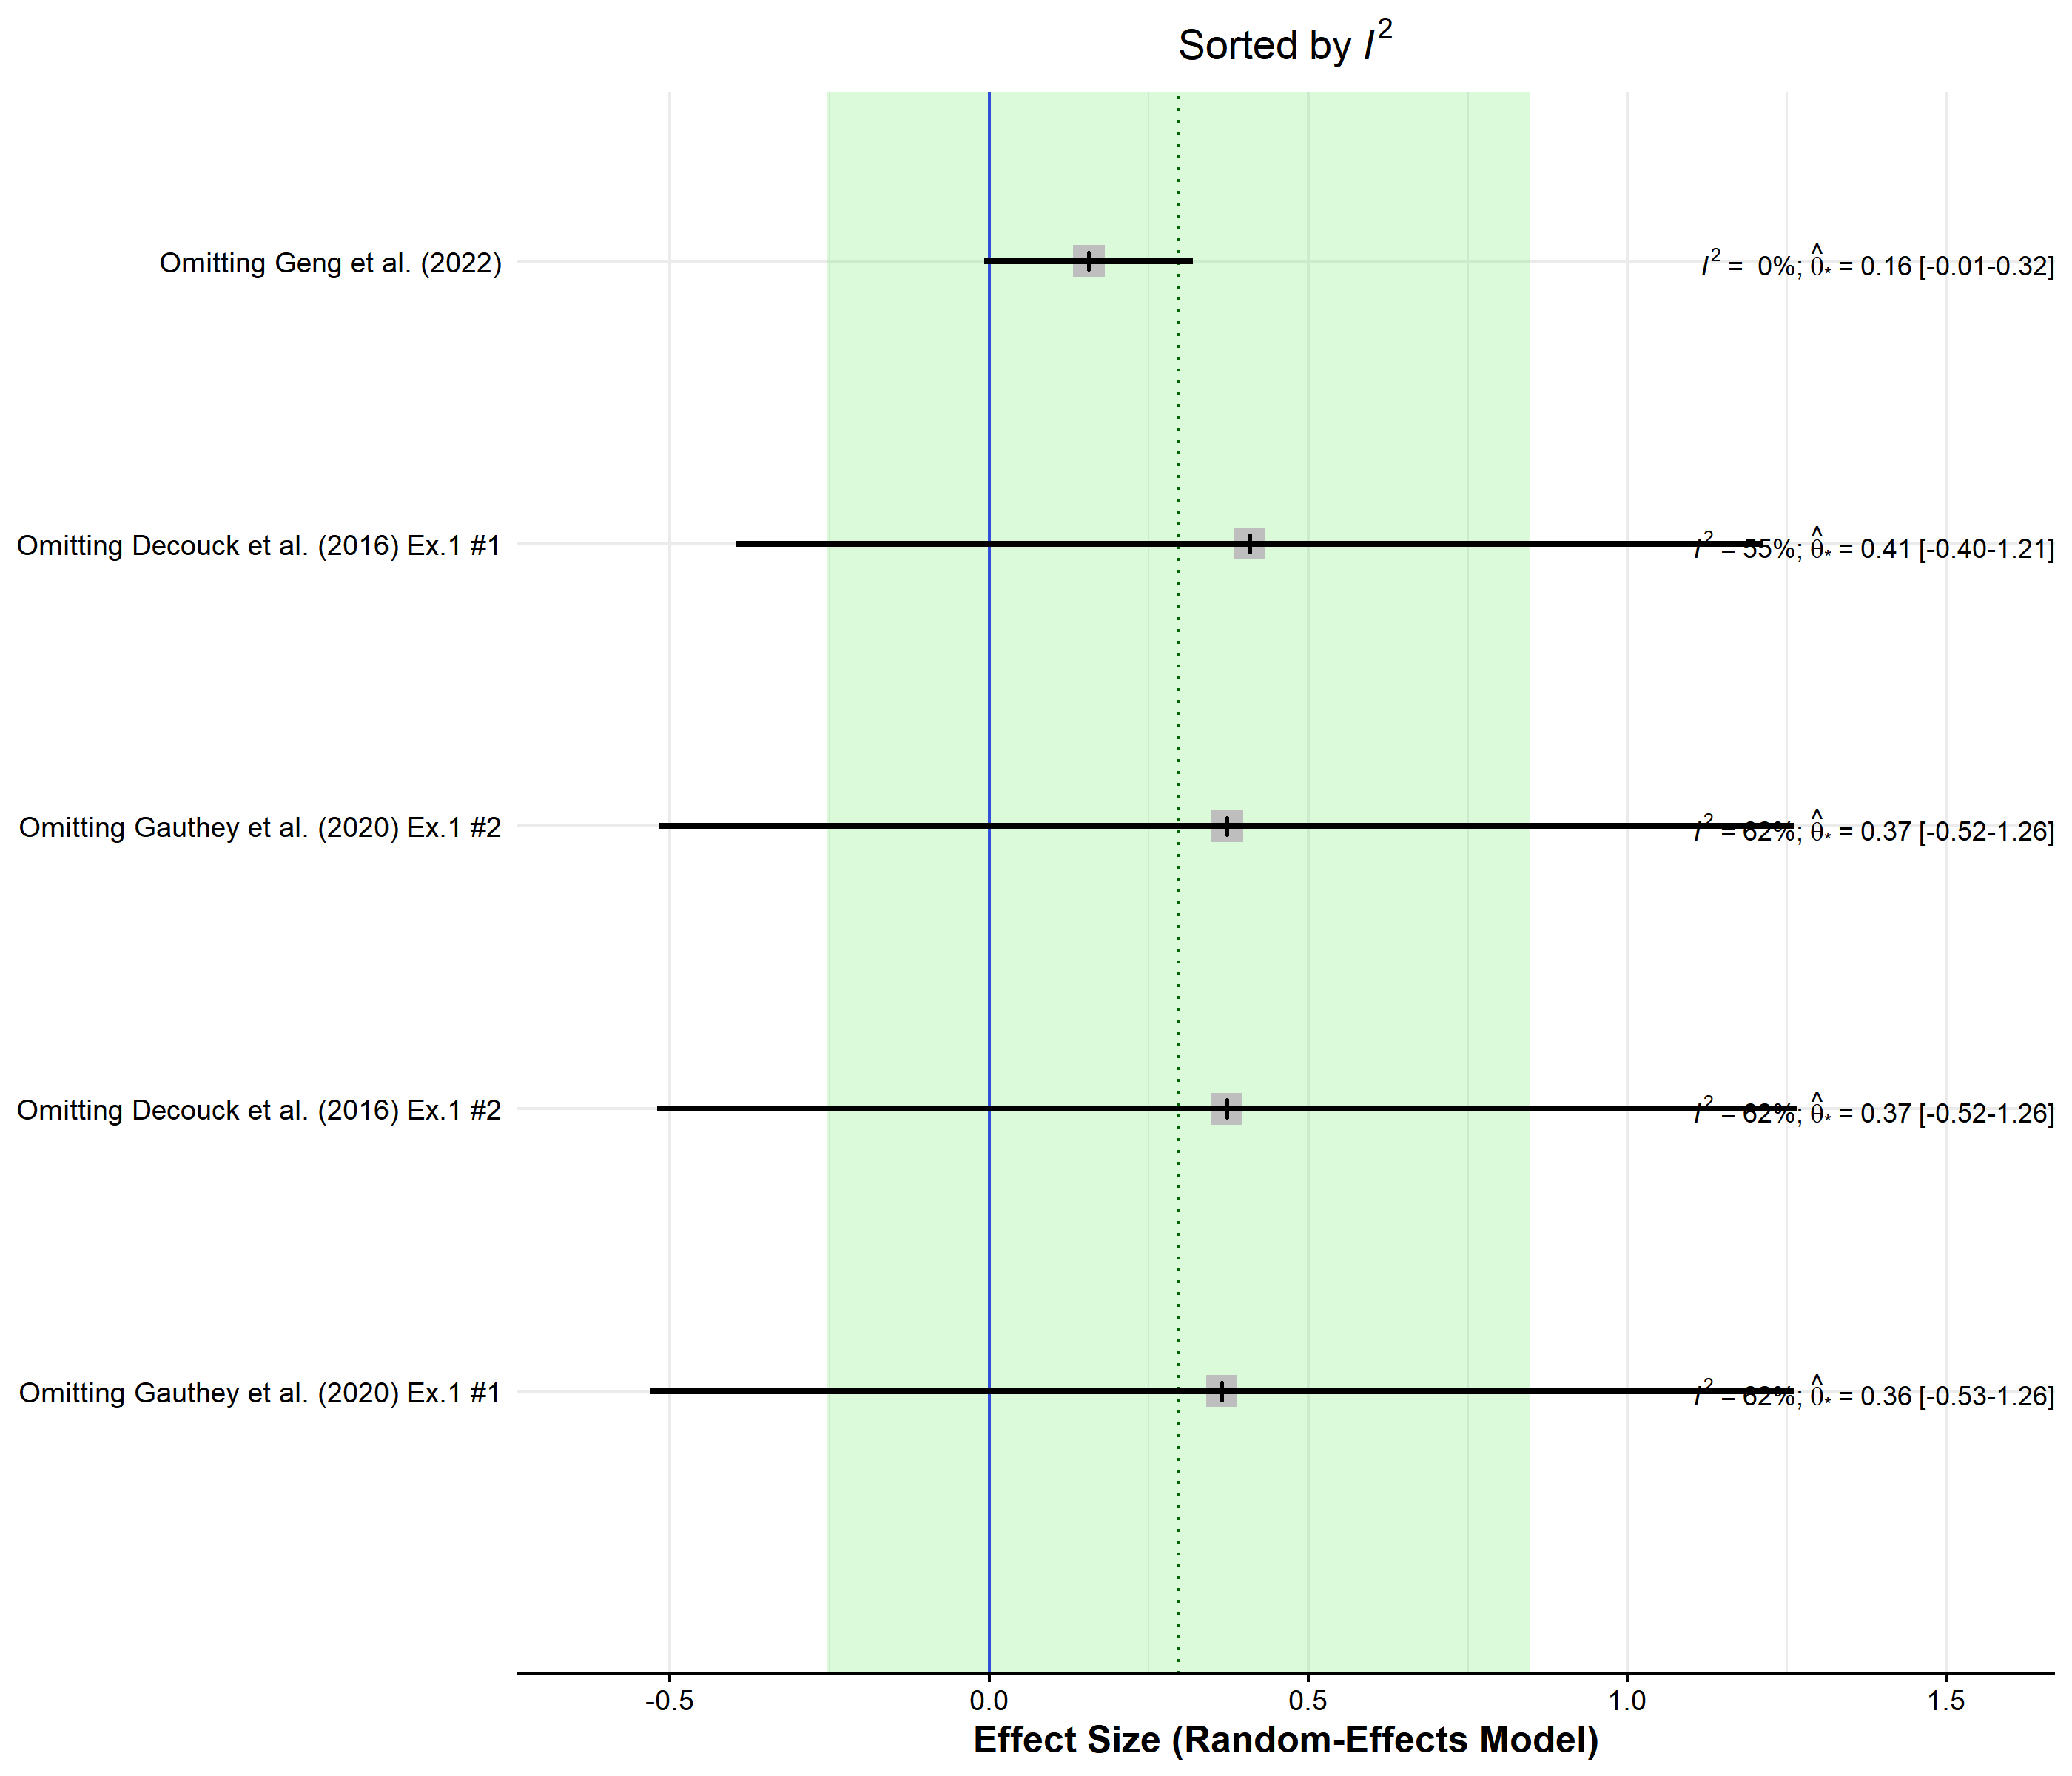 Sorted by I²
Omitting Geng et al. (2022) I² = 0%; θ̂* = 0.16 [-0.01-0.32]
Omitting Decouck et al. (2016) Ex.1 #1 I² = 55%; θ̂* = 0.41 [-0.40-1.21]
Omitting Gauthey et al. (2020) Ex.1 #2 I² = 62%; θ̂* = 0.37 [-0.52-1.26]
Omitting Decouck et al. (2016) Ex.1 #2 I² = 62%; θ̂* = 0.37 [-0.52-1.26]
Omitting Gauthey et al. (2020) Ex.1 #1 I² = 62%; θ̂* = 0.36 [-0.53-1.26]
-0.5 0.0 0.5 1.0 1.5
Effect Size (Random-Effects Model)